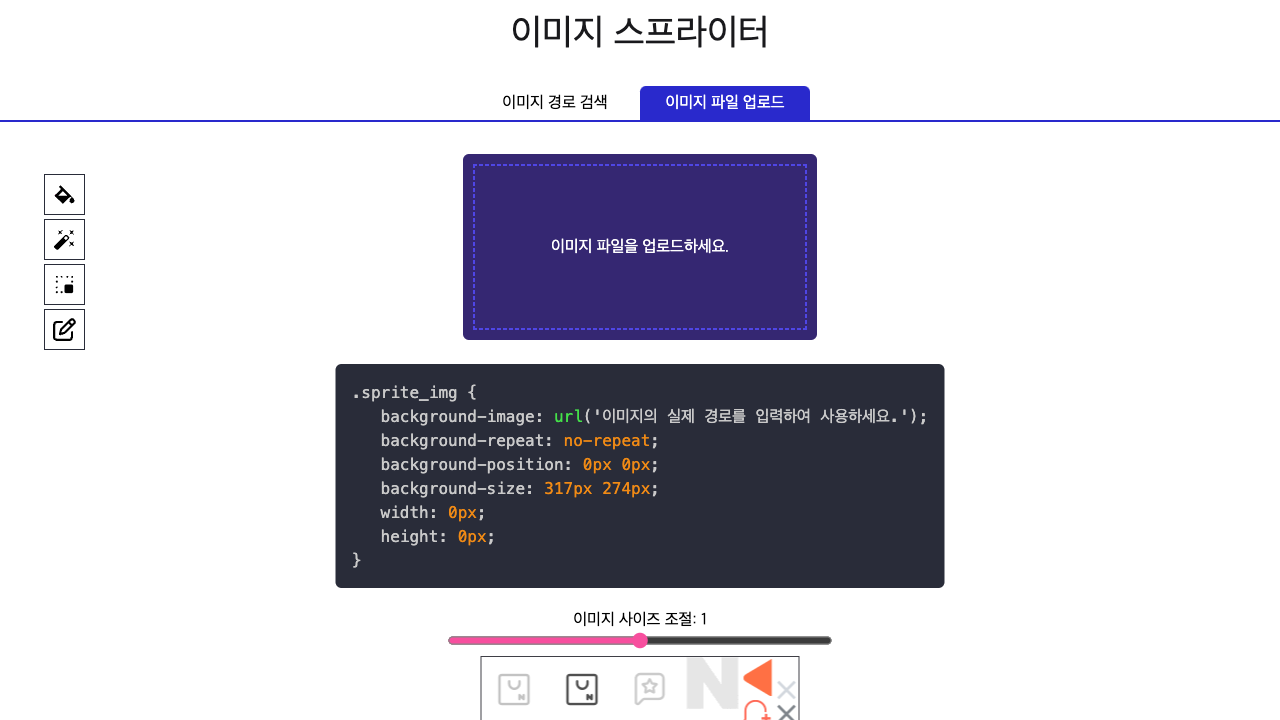 이미지 스프라이터
이미지 경로 검색
이미지 파일 업로드
이미지 파일을 업로드하세요.
.sprite_img {
   background-image: url('이미지의 실제 경로를 입력하여 사용하세요.');
   background-repeat: no-repeat;
   background-position: 0px 0px;
   background-size: 317px 274px;
   width: 0px;
   height: 0px;
}
이미지 사이즈 조절: 1
N
N
N